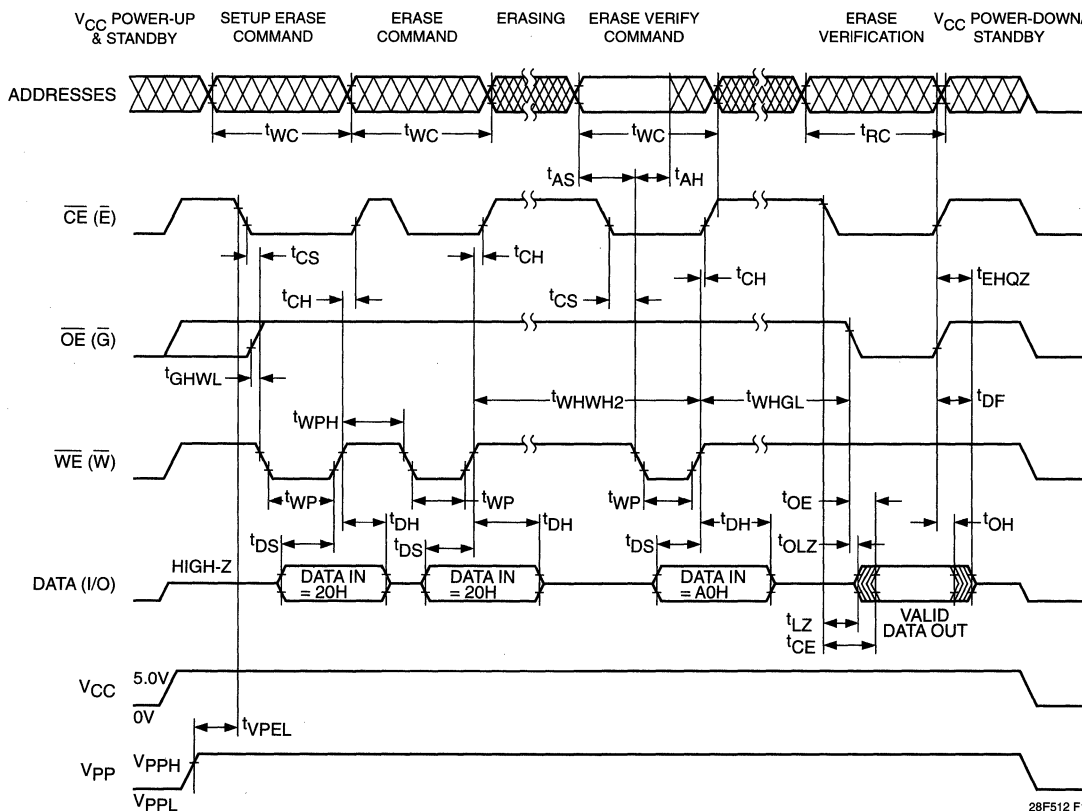 VCC POWER-UP & STANDBY
SETUP ERASE COMMAND
ERASE COMMAND
ERASING
ERASE VERIFY COMMAND
ERASE VERIFICATION
VCC POWER-DOWN/ STANDBY
ADDRESSES
tWC
tWC
tWC
tRC
tAS
tAH
CE (E)
tCS
tCH
tCH
tCS
tCH
tEHQZ
OE (G)
tGHWL
tWPH
tWHWH2
tWHGL
tDF
WE (W)
tWP
tWP
tWP
tOE
tDH
tDH
tDH
tOH
tDS
tDS
tDS
tOLZ
HIGH-Z
DATA (I/O)
DATA IN = 20H
DATA IN = 20H
DATA IN = A0H
VALID DATA OUT
tLZ
tCE
5.0V
VCC
0V
tVPEL
VPPH
VPP
VPPL
28F512 F1